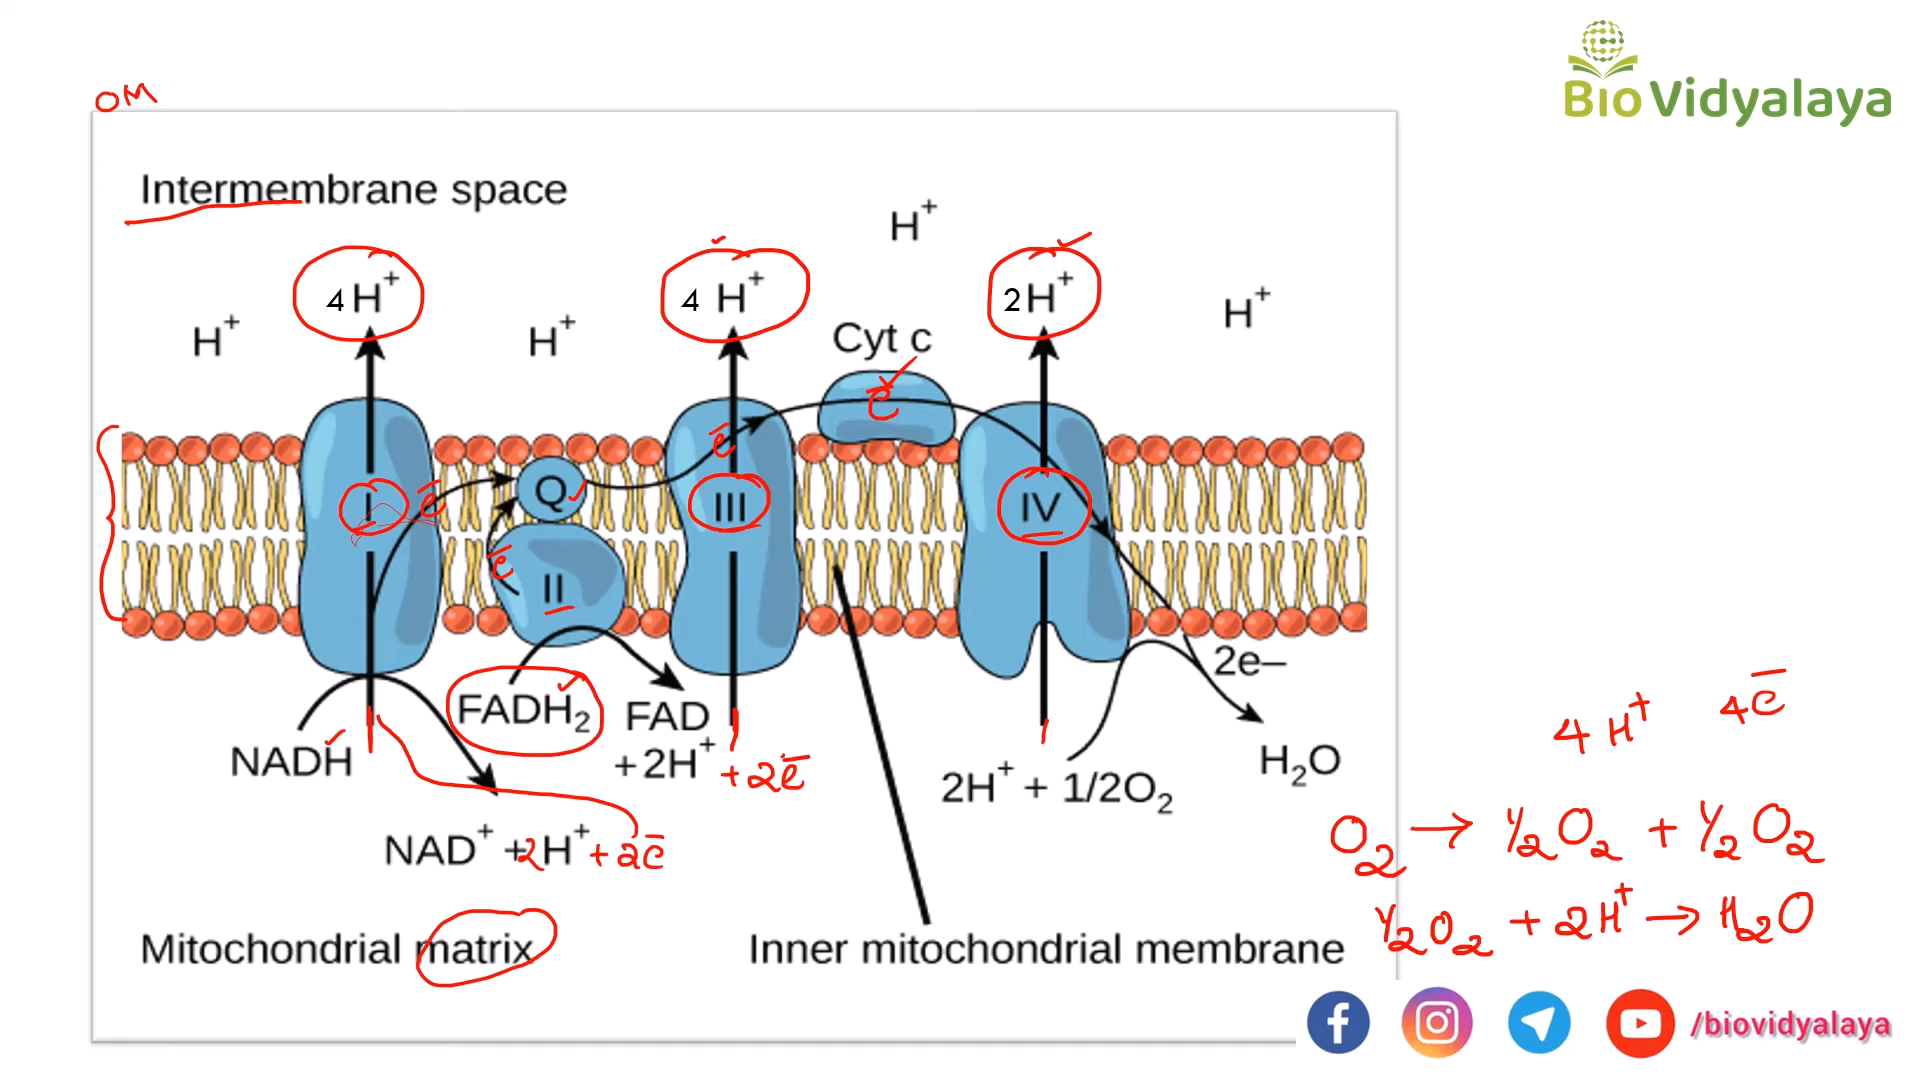 Bio Vidyalaya
OM
Intermembrane space
H⁺
4 H⁺
4 H⁺
2H⁺
H⁺
H⁺
H⁺
Cyt c
e̅
e̅
I
e̅
Q
III
IV
e̅
II
2e–
FADH₂
FAD
+2H⁺ +2e̅
NADH
NAD⁺ +2H⁺ +2e̅
2H⁺ + 1/2O₂
H₂O
4 H⁺ 4e̅
O₂ → ½O₂ + ½O₂
½O₂ + 2H⁺ → H₂O
Mitochondrial matrix
Inner mitochondrial membrane
/biovidyalaya